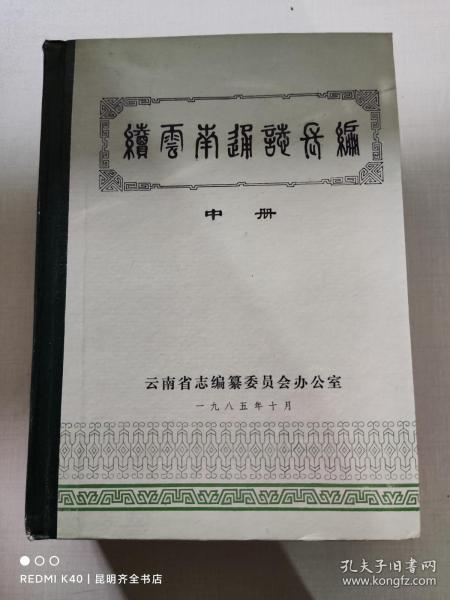 續雲南通誌長編
中册
云南省志编纂委员会办公室
一九八五年十月
REDMI K40 | 昆明齐全书店
孔夫子旧书网
www.kongfz.com